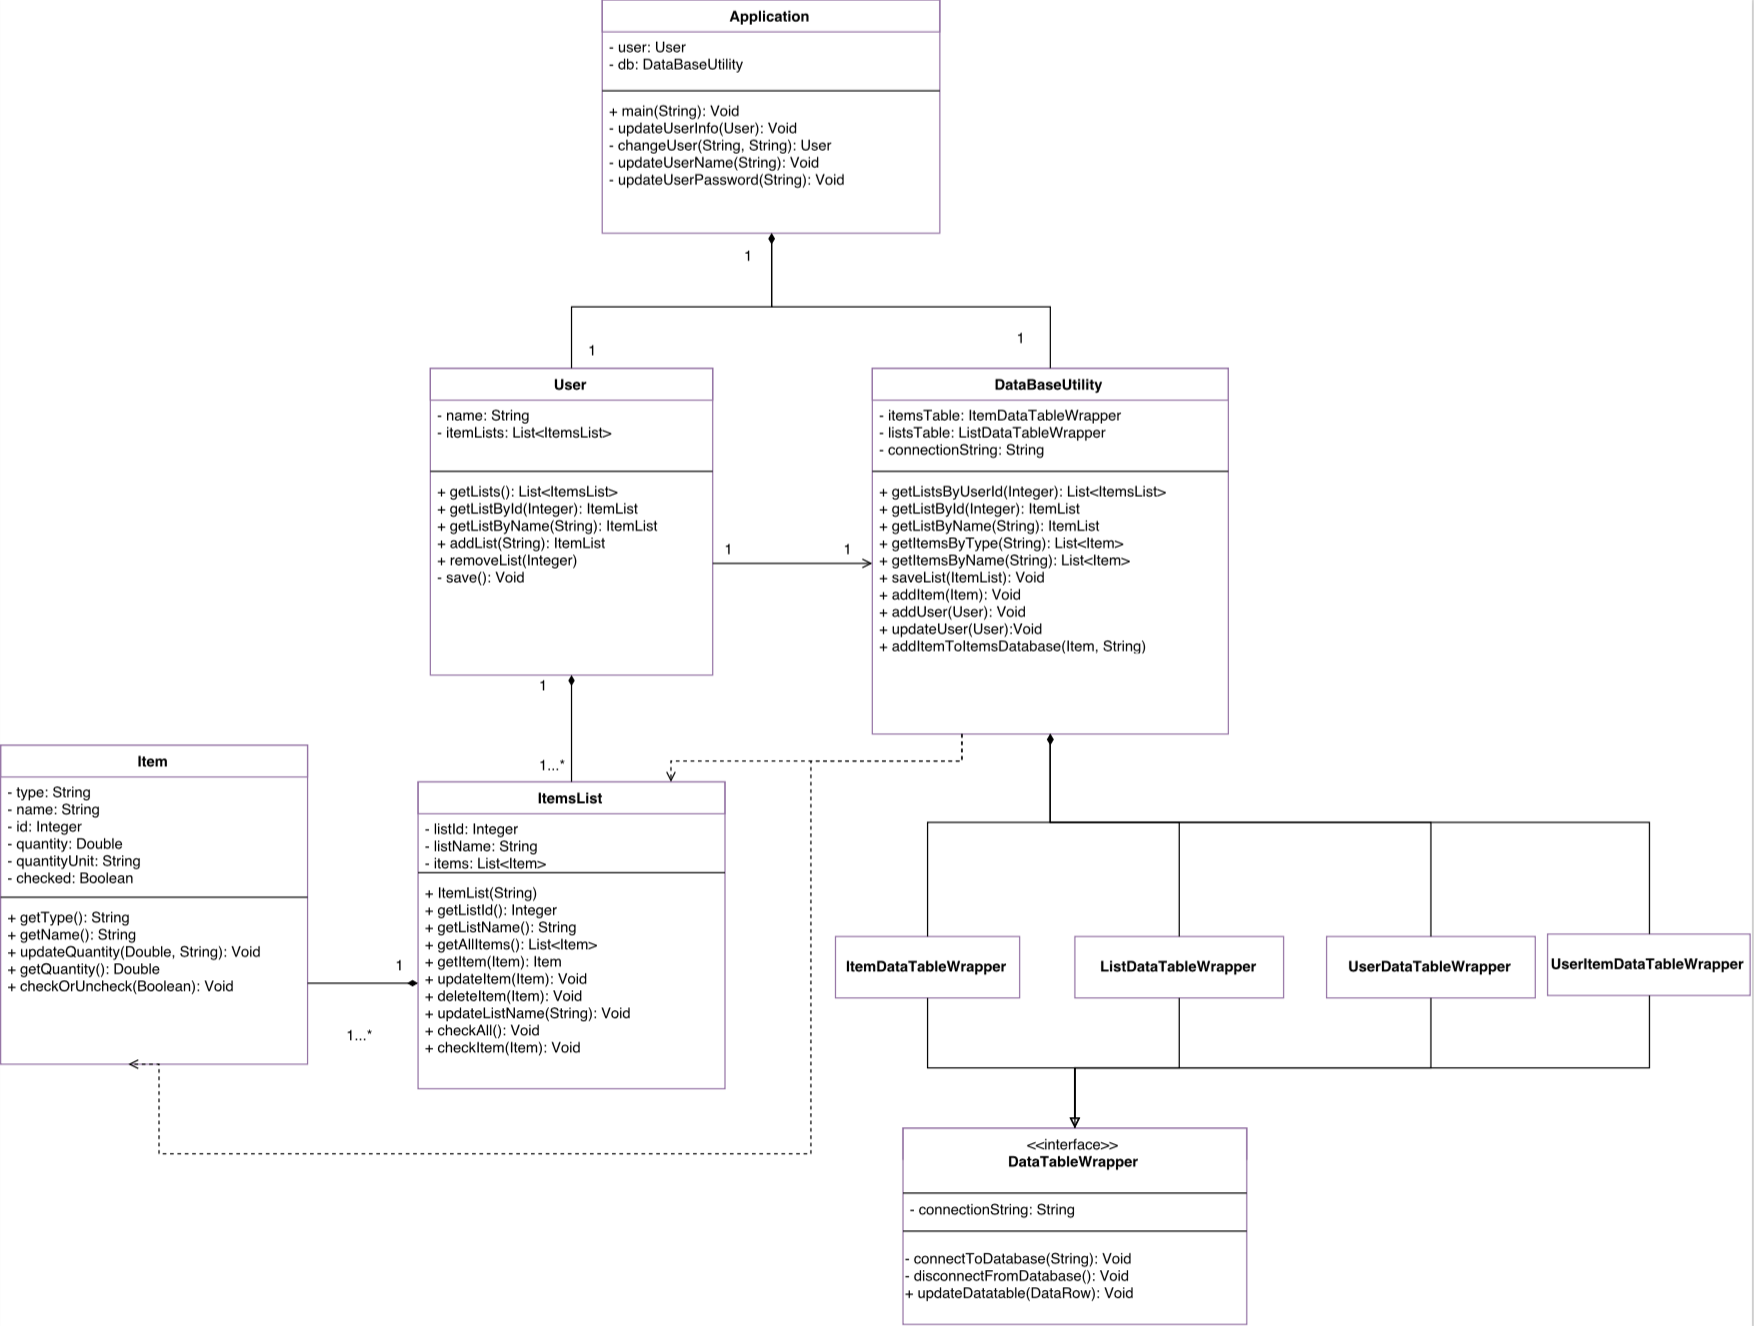 Application
- user: User
- db: DataBaseUtility
+ main(String): Void
- updateUserInfo(User): Void
- changeUser(String, String): User
- updateUserName(String): Void
- updateUserPassword(String): Void
1
1
1
User
- name: String
- itemLists: List<ItemsList>
+ getLists(): List<ItemsList>
+ getListById(Integer): ItemList
+ getListByName(String): ItemList
+ addList(String): ItemList
+ removeList(Integer)
- save(): Void
1
1
DataBaseUtility
- itemsTable: ItemDataTableWrapper
- listsTable: ListDataTableWrapper
- connectionString: String
+ getListsByUserId(Integer): List<ItemsList>
+ getListById(Integer): ItemList
+ getListByName(String): ItemList
+ getItemsByType(String): List<Item>
+ getItemsByName(String): List<Item>
+ saveList(ItemList): Void
+ addItem(Item): Void
+ addUser(User): Void
+ updateUser(User):Void
+ addItemToItemsDatabase(Item, String)
1
1...*
Item
- type: String
- name: String
- id: Integer
- quantity: Double
- quantityUnit: String
- checked: Boolean
+ getType(): String
+ getName(): String
+ updateQuantity(Double, String): Void
+ getQuantity(): Double
+ checkOrUncheck(Boolean): Void
1
1...*
ItemsList
- listId: Integer
- listName: String
- items: List<Item>
+ ItemList(String)
+ getListId(): Integer
+ getListName(): String
+ getAllItems(): List<Item>
+ getItem(Item): Item
+ updateItem(Item): Void
+ deleteItem(Item): Void
+ updateListName(String): Void
+ checkAll(): Void
+ checkItem(Item): Void
ItemDataTableWrapper
ListDataTableWrapper
UserDataTableWrapper
UserItemDataTableWrapper
<<interface>>
DataTableWrapper
- connectionString: String
- connectToDatabase(String): Void
- disconnectFromDatabase(): Void
+ updateDatatable(DataRow): Void